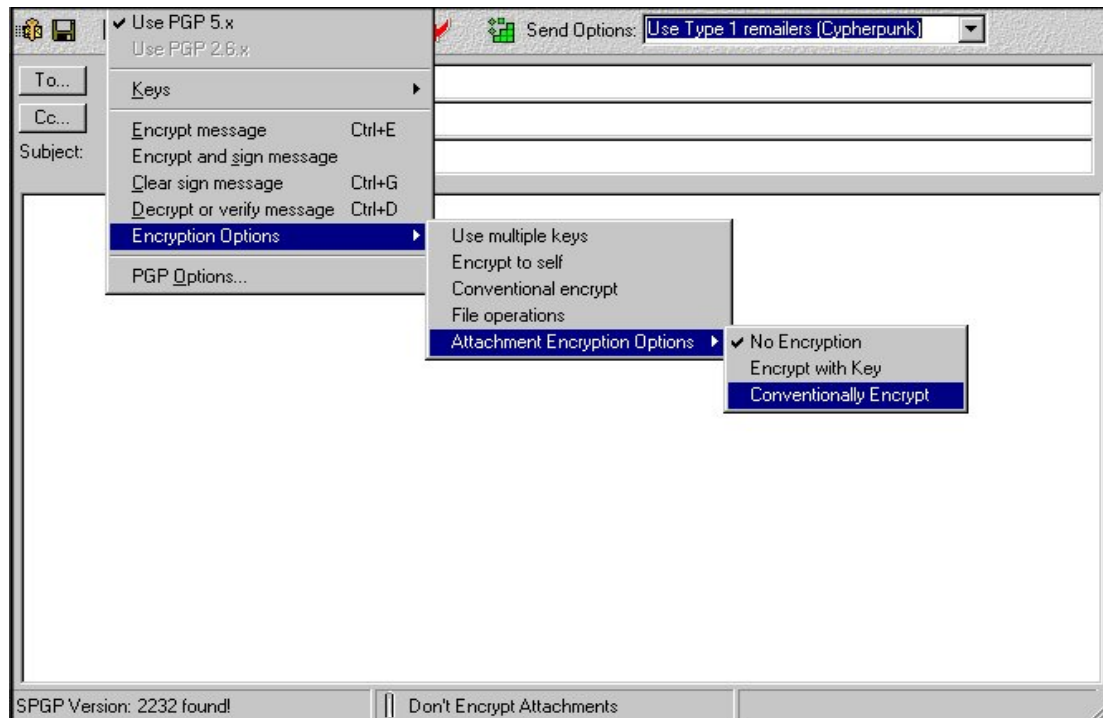 Use PGP 5.x
Send Options: Use Type 1 remailers (Cypherpunk)
Use PGP 2.6.x
To...
Keys
Cc...
Encrypt message Ctrl+E
Subject:
Encrypt and sign message
Clear sign message Ctrl+G
Decrypt or verify message Ctrl+D
Encryption Options
Use multiple keys
Encrypt to self
PGP Options...
Conventional encrypt
File operations
Attachment Encryption Options
No Encryption
Encrypt with Key
Conventionally Encrypt
SPGP Version: 2232 found!
Don't Encrypt Attachments